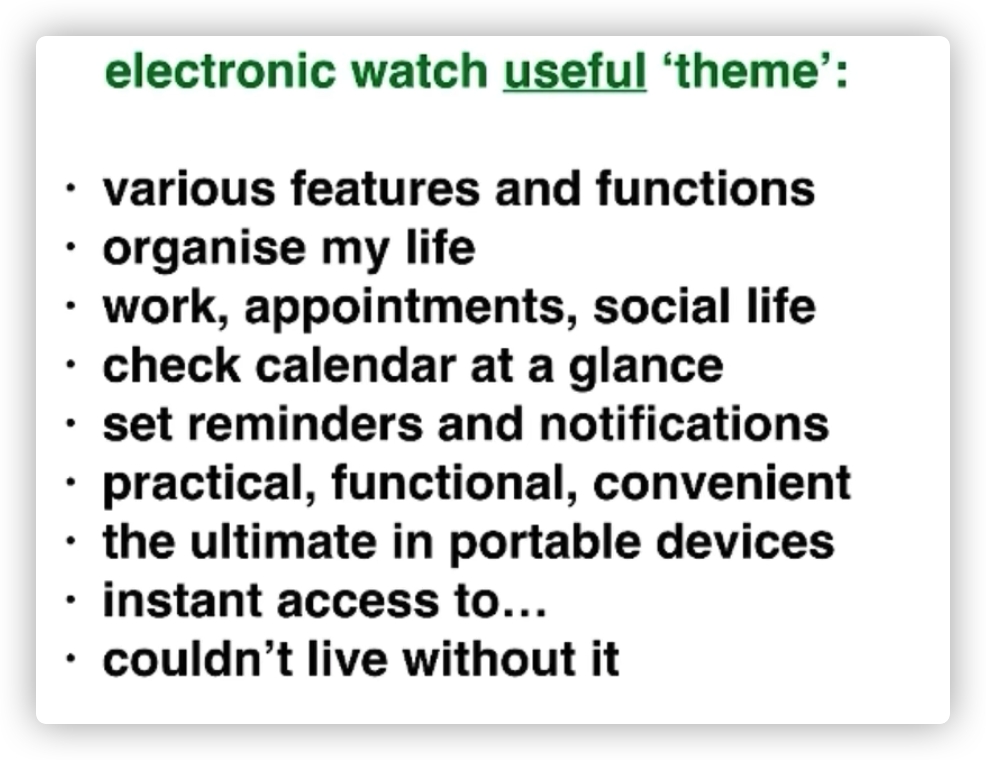 electronic watch useful ‘theme’:
· various features and functions
· organise my life
· work, appointments, social life
· check calendar at a glance
· set reminders and notifications
· practical, functional, convenient
· the ultimate in portable devices
· instant access to…
· couldn’t live without it